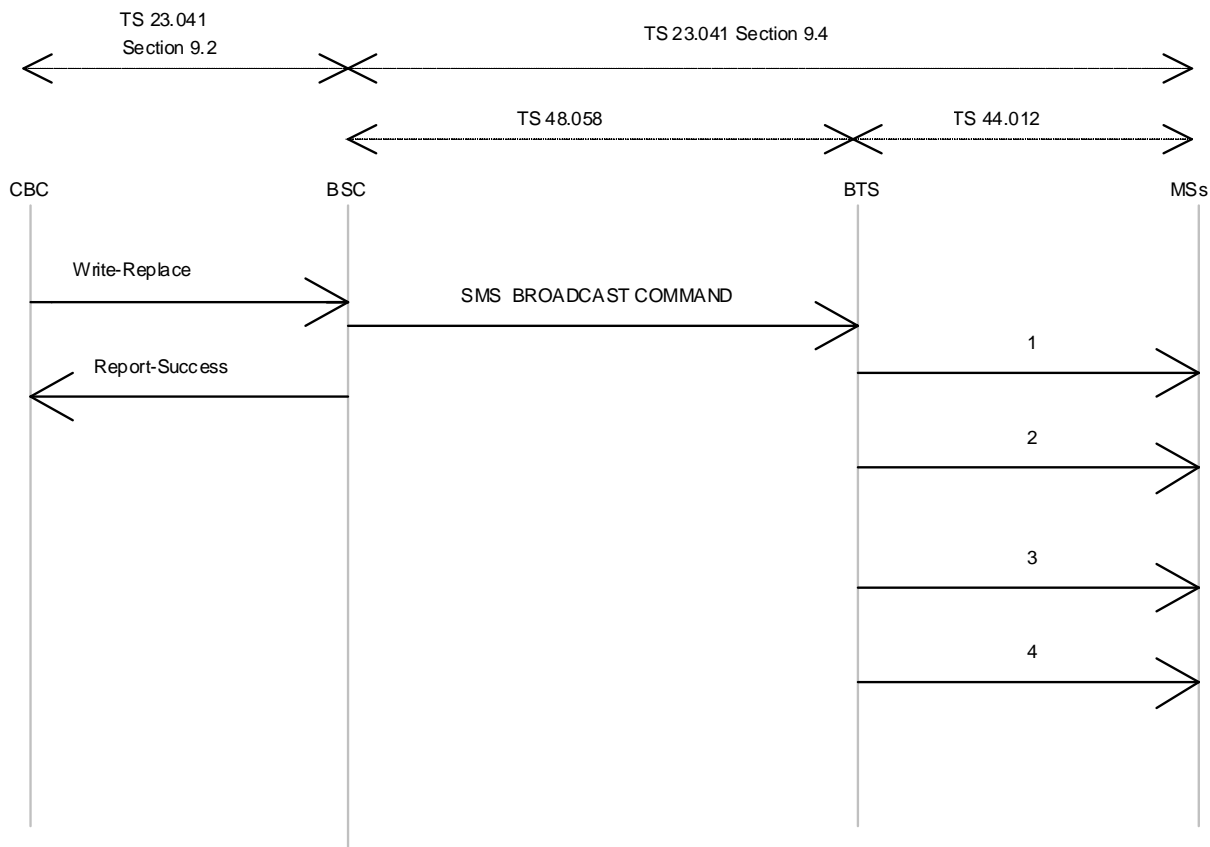 TS 23.041
Section 9.2
TS 23.041 Section 9.4
TS 48.058
TS 44.012
CBC
BSC
BTS
MSs
Write-Replace
SMS BROADCAST COMMAND
1
Report-Success
2
3
4